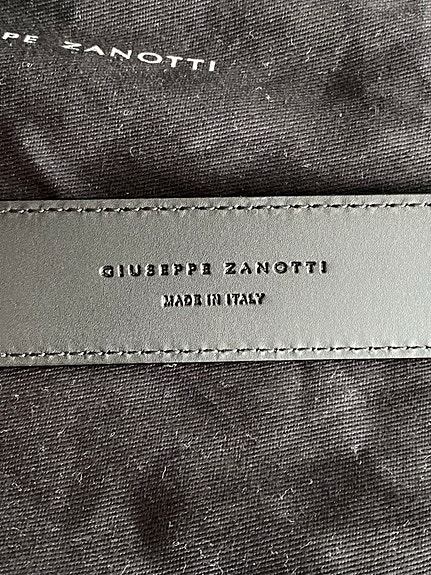 PE ZANOTTI
GIUSEPPE ZANOTTI
MADE IN ITALY